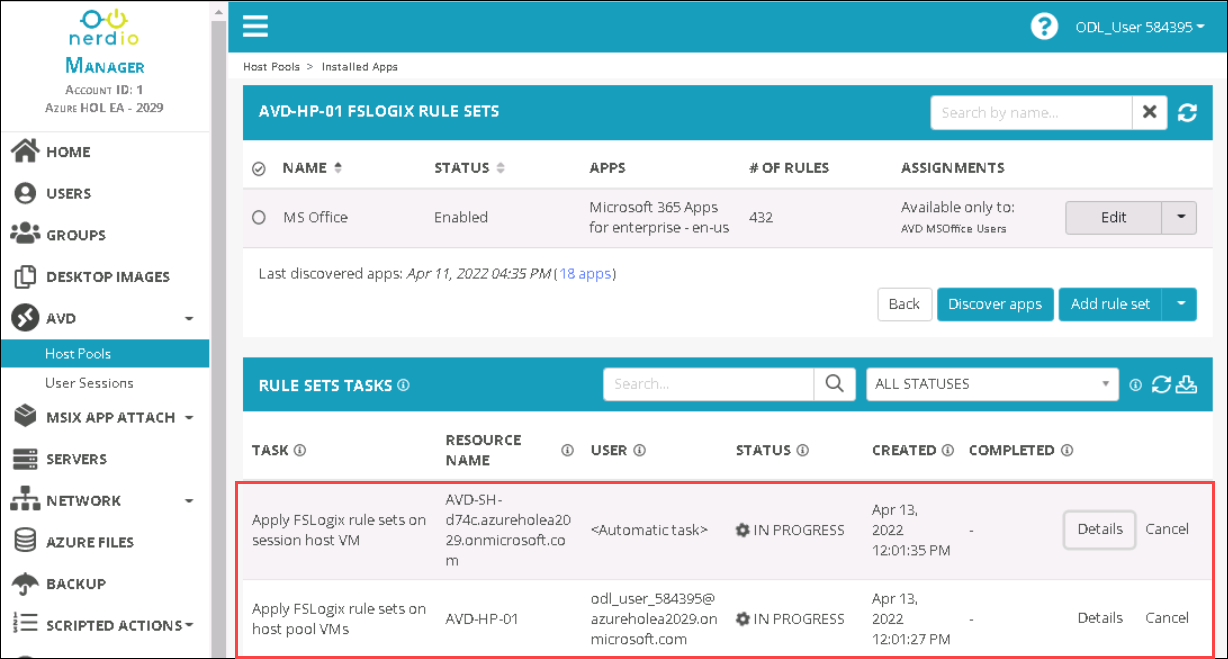 nerdio
MANAGER
ACCOUNT ID: 1
AZURE HOL EA - 2029
HOME
USERS
GROUPS
DESKTOP IMAGES
AVD
Host Pools
User Sessions
MSIX APP ATTACH
SERVERS
NETWORK
AZURE FILES
BACKUP
SCRIPTED ACTIONS
? ODL_User 584395
Host Pools > Installed Apps
AVD-HP-01 FSLOGIX RULE SETS Search by name...
NAME STATUS APPS # OF RULES ASSIGNMENTS
MS Office Enabled Microsoft 365 Apps for enterprise - en-us 432 Available only to: AVD MSOffice Users Edit
Last discovered apps: Apr 11, 2022 04:35 PM (18 apps)
Back Discover apps Add rule set
RULE SETS TASKS Search... ALL STATUSES
TASK RESOURCE NAME USER STATUS CREATED COMPLETED
Apply FSLogix rule sets on
session host VM
AVD-SH-
d74c.azureholea20
29.onmicrosoft.co
m
<Automatic task>
IN PROGRESS
Apr 13,
2022
12:01:35 PM
-
Details Cancel
Apply FSLogix rule sets on
host pool VMs
AVD-HP-01
odl_user_584395@
azureholea2029.on
microsoft.com
IN PROGRESS
Apr 13,
2022
12:01:27 PM
-
Details Cancel